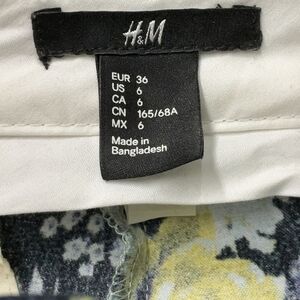 H&M
EUR 36
US 6
CA 6
CN 165/68A
MX 6
Made in
Bangladesh